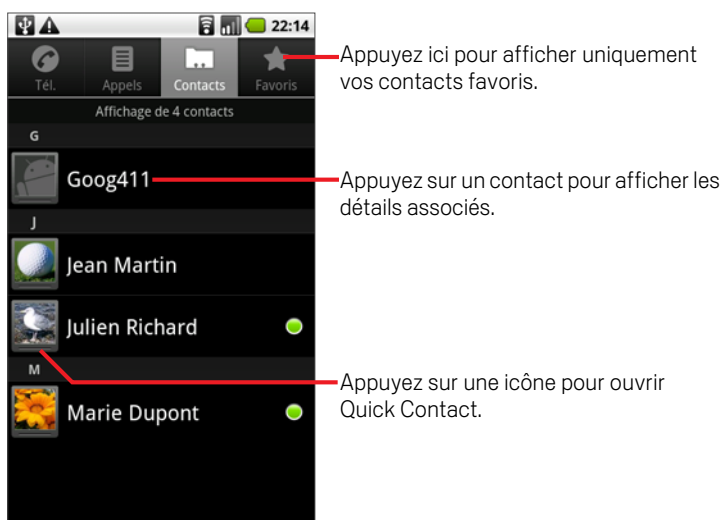 22:14
Tél.
Appels
Contacts
Favoris
Appuyez ici pour afficher uniquement
vos contacts favoris.
Affichage de 4 contacts
G
Goog411
Appuyez sur un contact pour afficher les
détails associés.
J
Jean Martin
Julien Richard
M
Appuyez sur une icône pour ouvrir
Quick Contact.
Marie Dupont